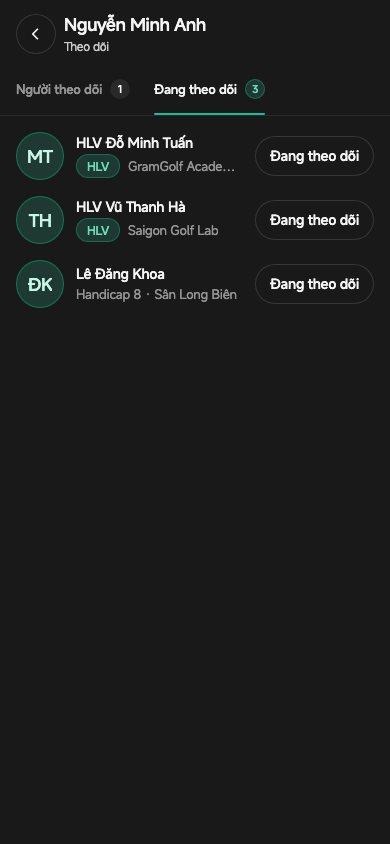 Nguyễn Minh Anh
Theo dõi
Người theo dõi 1
Đang theo dõi 3
MT
HLV Đỗ Minh Tuấn
HLV GramGolf Acade...
Đang theo dõi
TH
HLV Vũ Thanh Hà
HLV Saigon Golf Lab
Đang theo dõi
ĐK
Lê Đăng Khoa
Handicap 8 · Sân Long Biên
Đang theo dõi